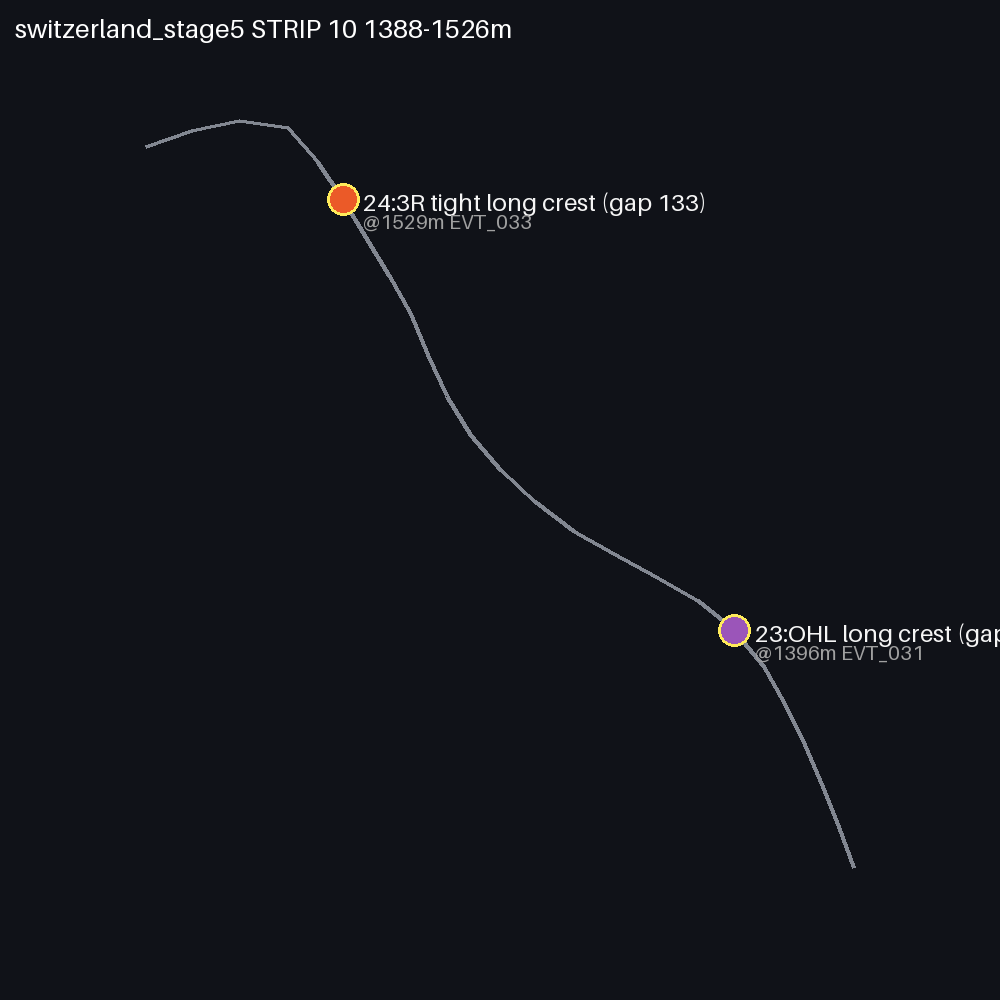 switzerland_stage5 STRIP 10 1388-1526m
24:3R tight long crest (gap 133)
@1529m EVT_033
23:OHL long crest (gap
@1396m EVT_031